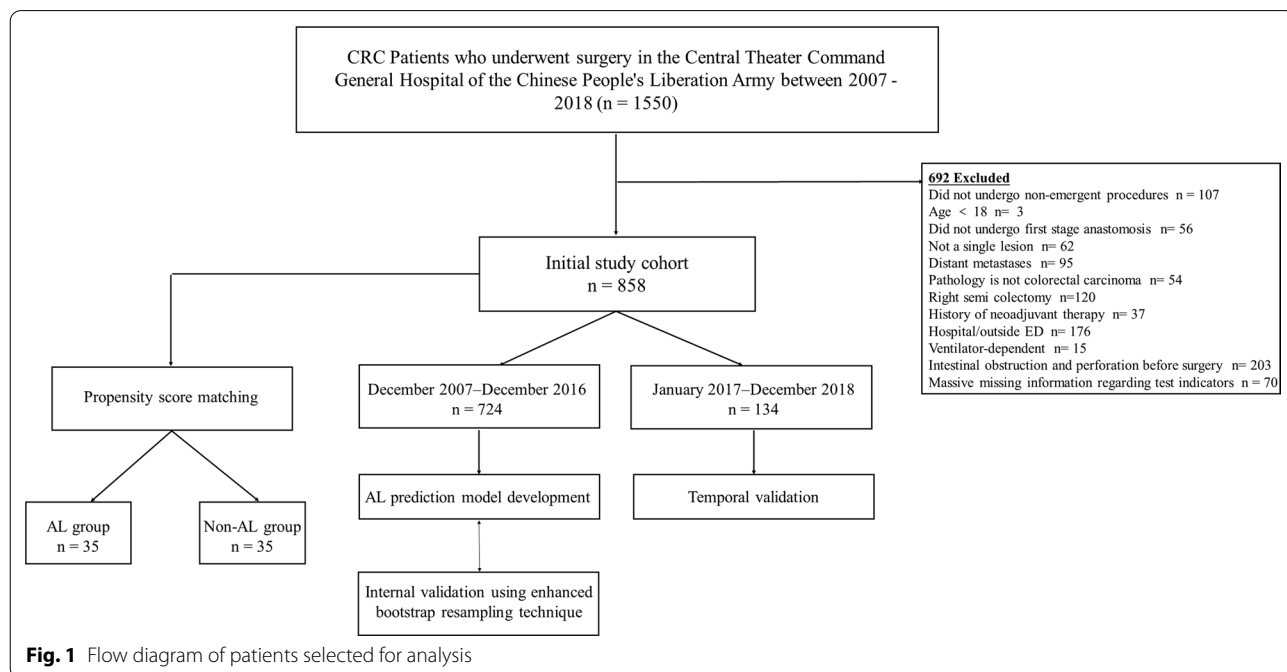 CRC Patients who underwent surgery in the Central Theater Command
General Hospital of the Chinese People's Liberation Army between 2007 -
2018 (n = 1550)
692 Excluded
Did not undergo non-emergent procedures n = 107
Age < 18 n= 3
Did not undergo first stage anastomosis n= 56
Not a single lesion n= 62
Distant metastases n= 95
Pathology is not colorectal carcinoma n= 54
Right semi colectomy n=120
History of neoadjuvant therapy n= 37
Hospital/outside ED n= 176
Ventilator-dependent n= 15
Intestinal obstruction and perforation before surgery n= 203
Massive missing information regarding test indicators n= 70
Initial study cohort
n = 858
Propensity score matching
December 2007–December 2016
n = 724
January 2017–December 2018
n = 134
AL group
n = 35
Non-AL group
n = 35
AL prediction model development
Temporal validation
Internal validation using enhanced
bootstrap resampling technique
Fig. 1 Flow diagram of patients selected for analysis